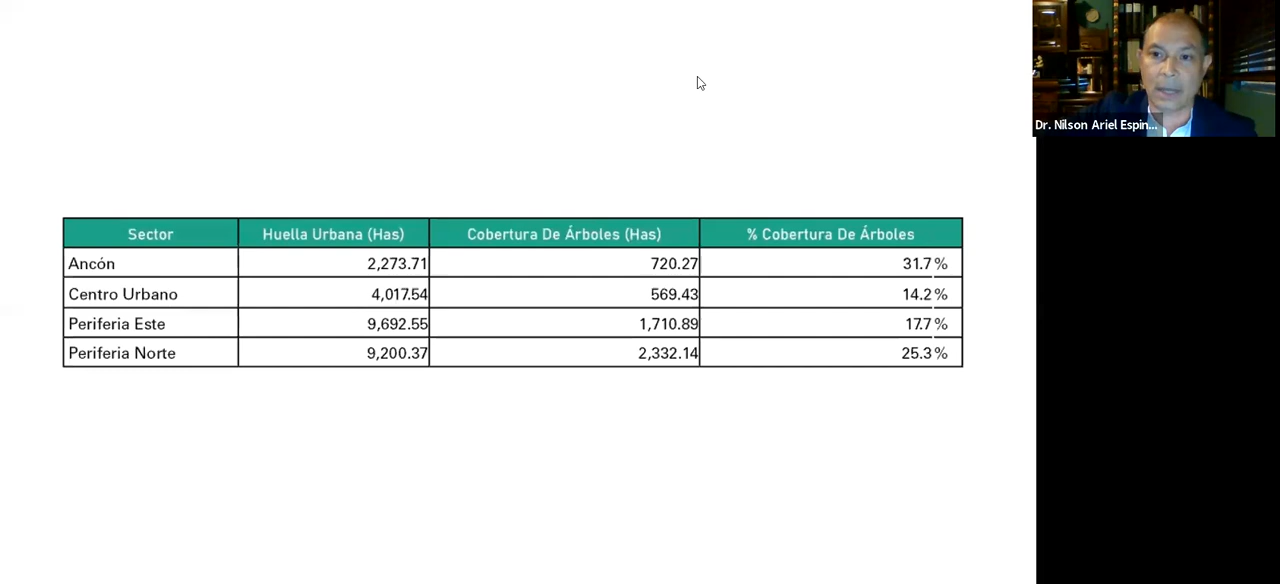 Dr. Nilson Ariel Espin...
Sector Huella Urbana (Has) Cobertura De Árboles (Has) % Cobertura De Árboles
Ancón 2,273.71 720.27 31.7%
Centro Urbano 4,017.54 569.43 14.2%
Periferia Este 9,692.55 1,710.89 17.7%
Periferia Norte 9,200.37 2,332.14 25.3%